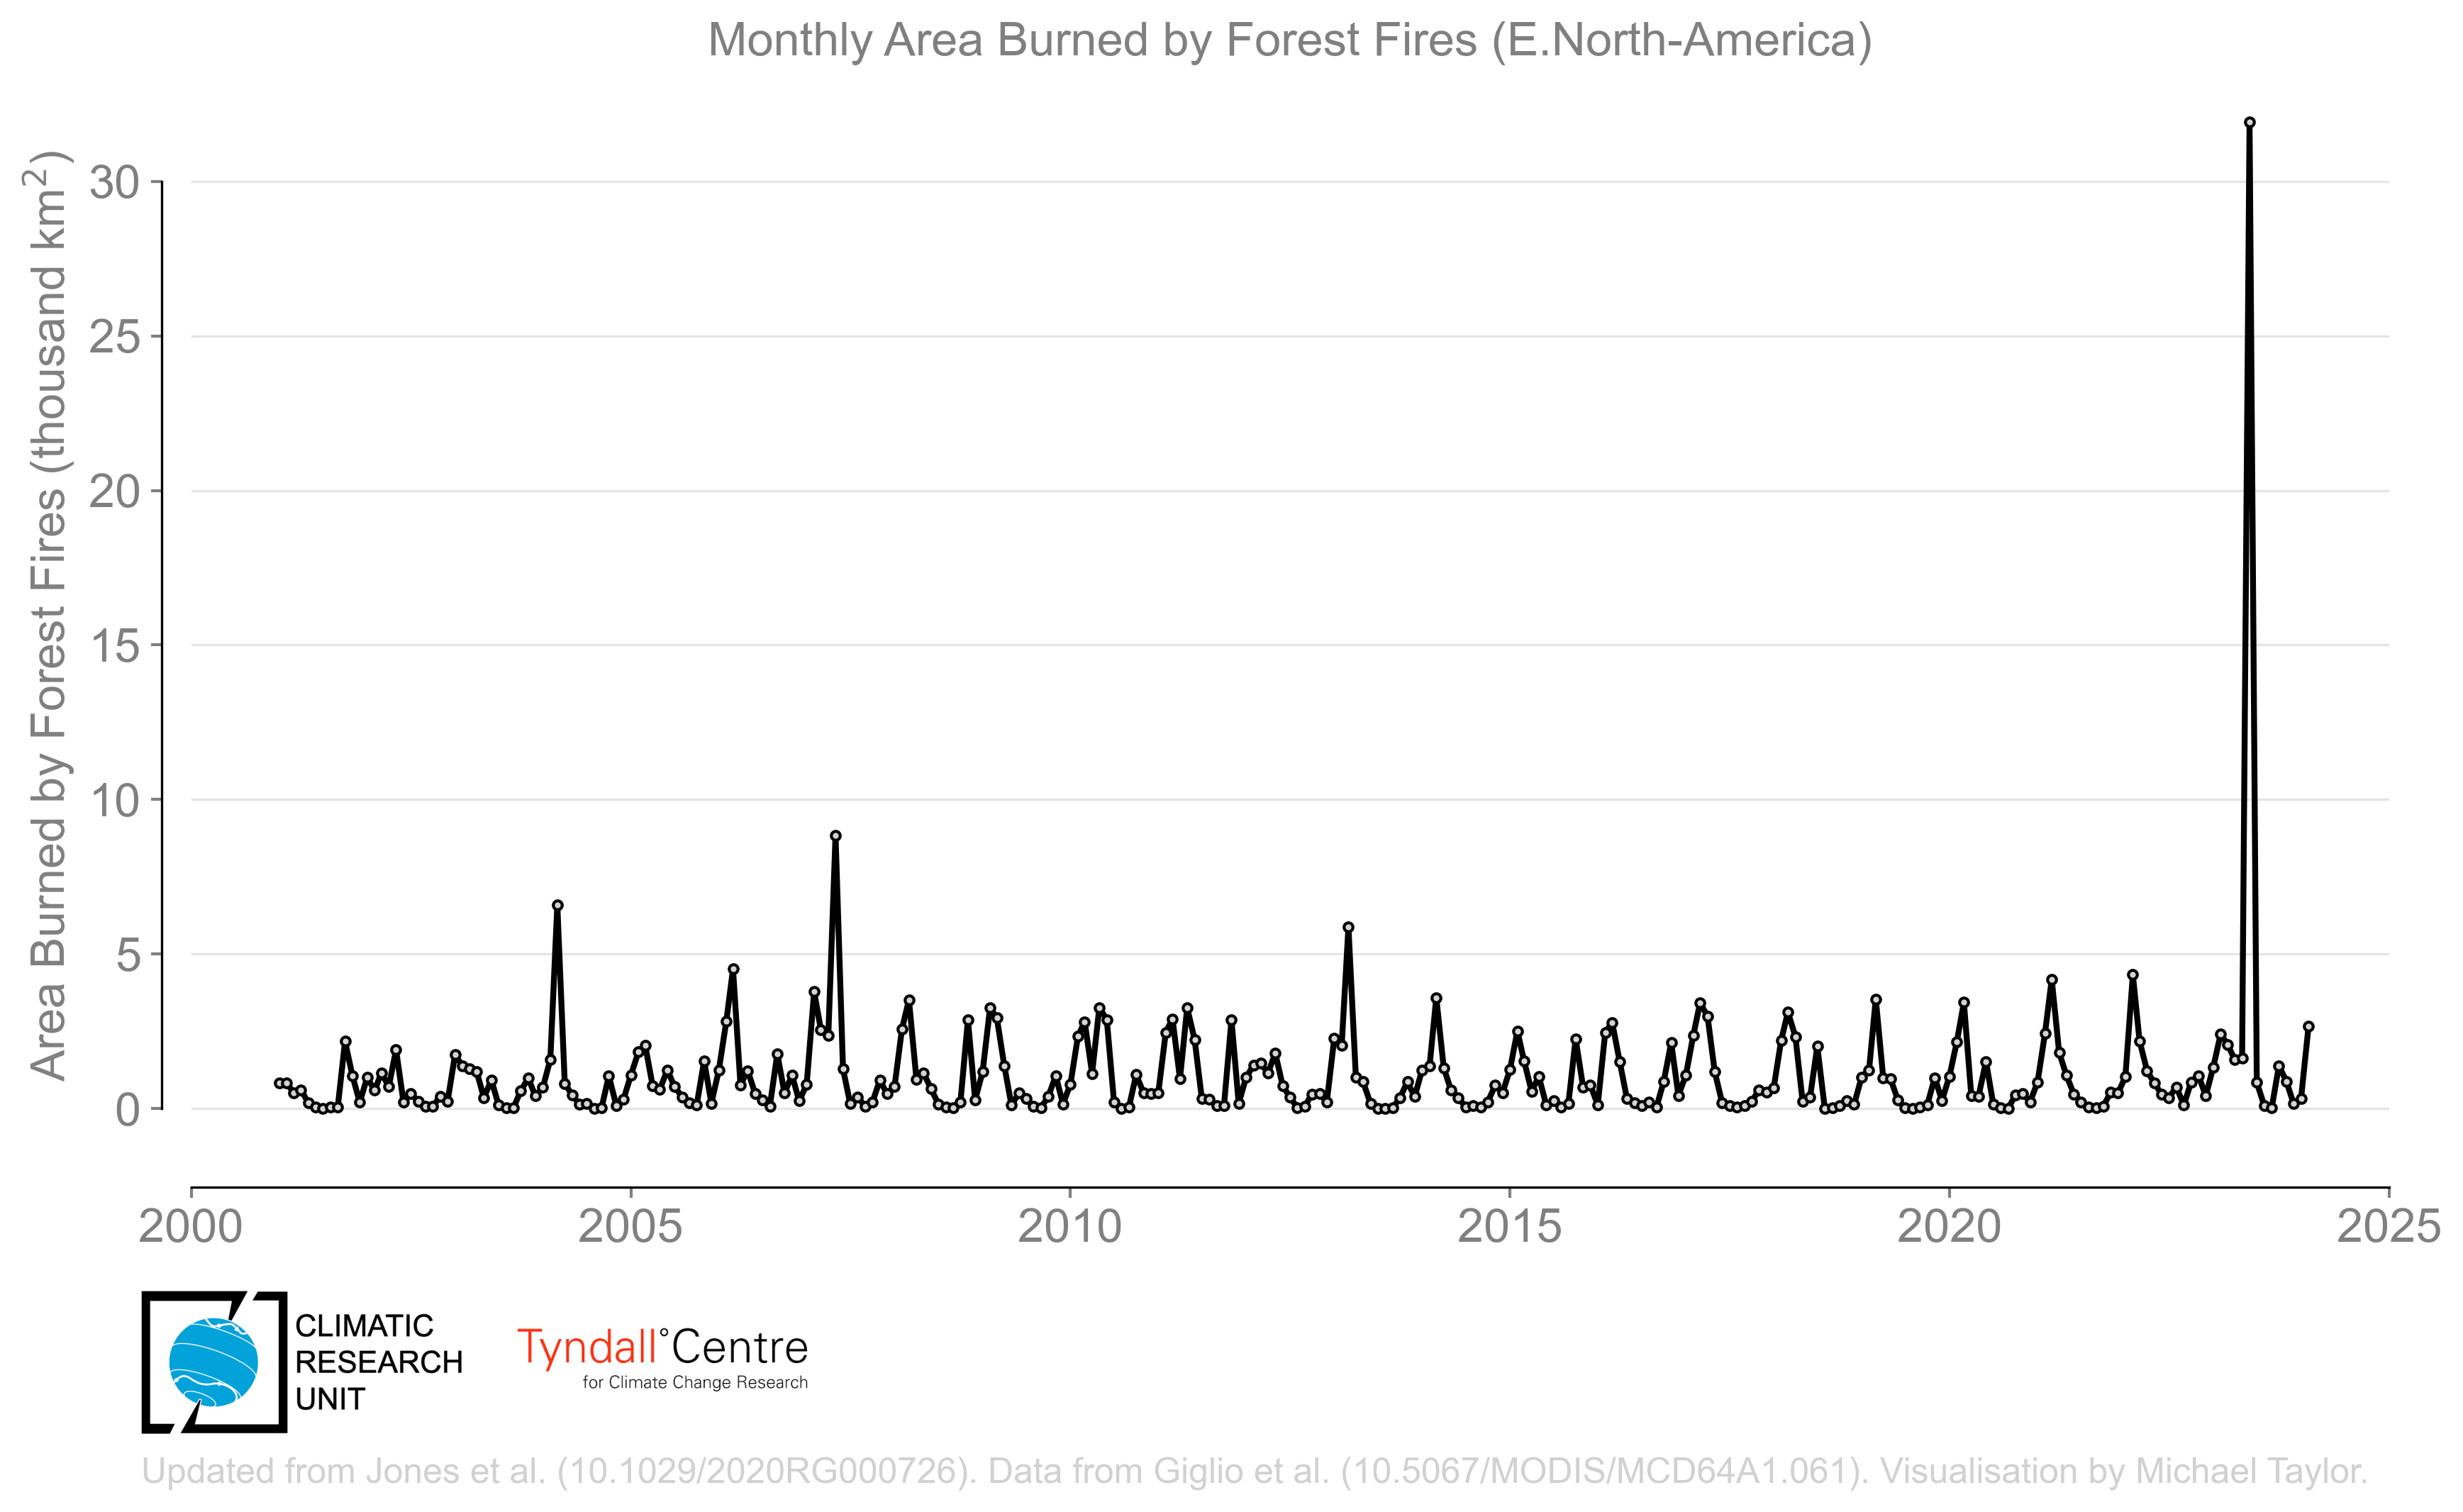 Monthly Area Burned by Forest Fires (E.North-America)
Area Burned by Forest Fires (thousand km²)
30
25
20
15
10
5
0
2000 2005 2010 2015 2020 2025
CLIMATIC
RESEARCH
UNIT
Tyndall°Centre
for Climate Change Research
Updated from Jones et al. (10.1029/2020RG000726). Data from Giglio et al. (10.5067/MODIS/MCD64A1.061). Visualisation by Michael Taylor.